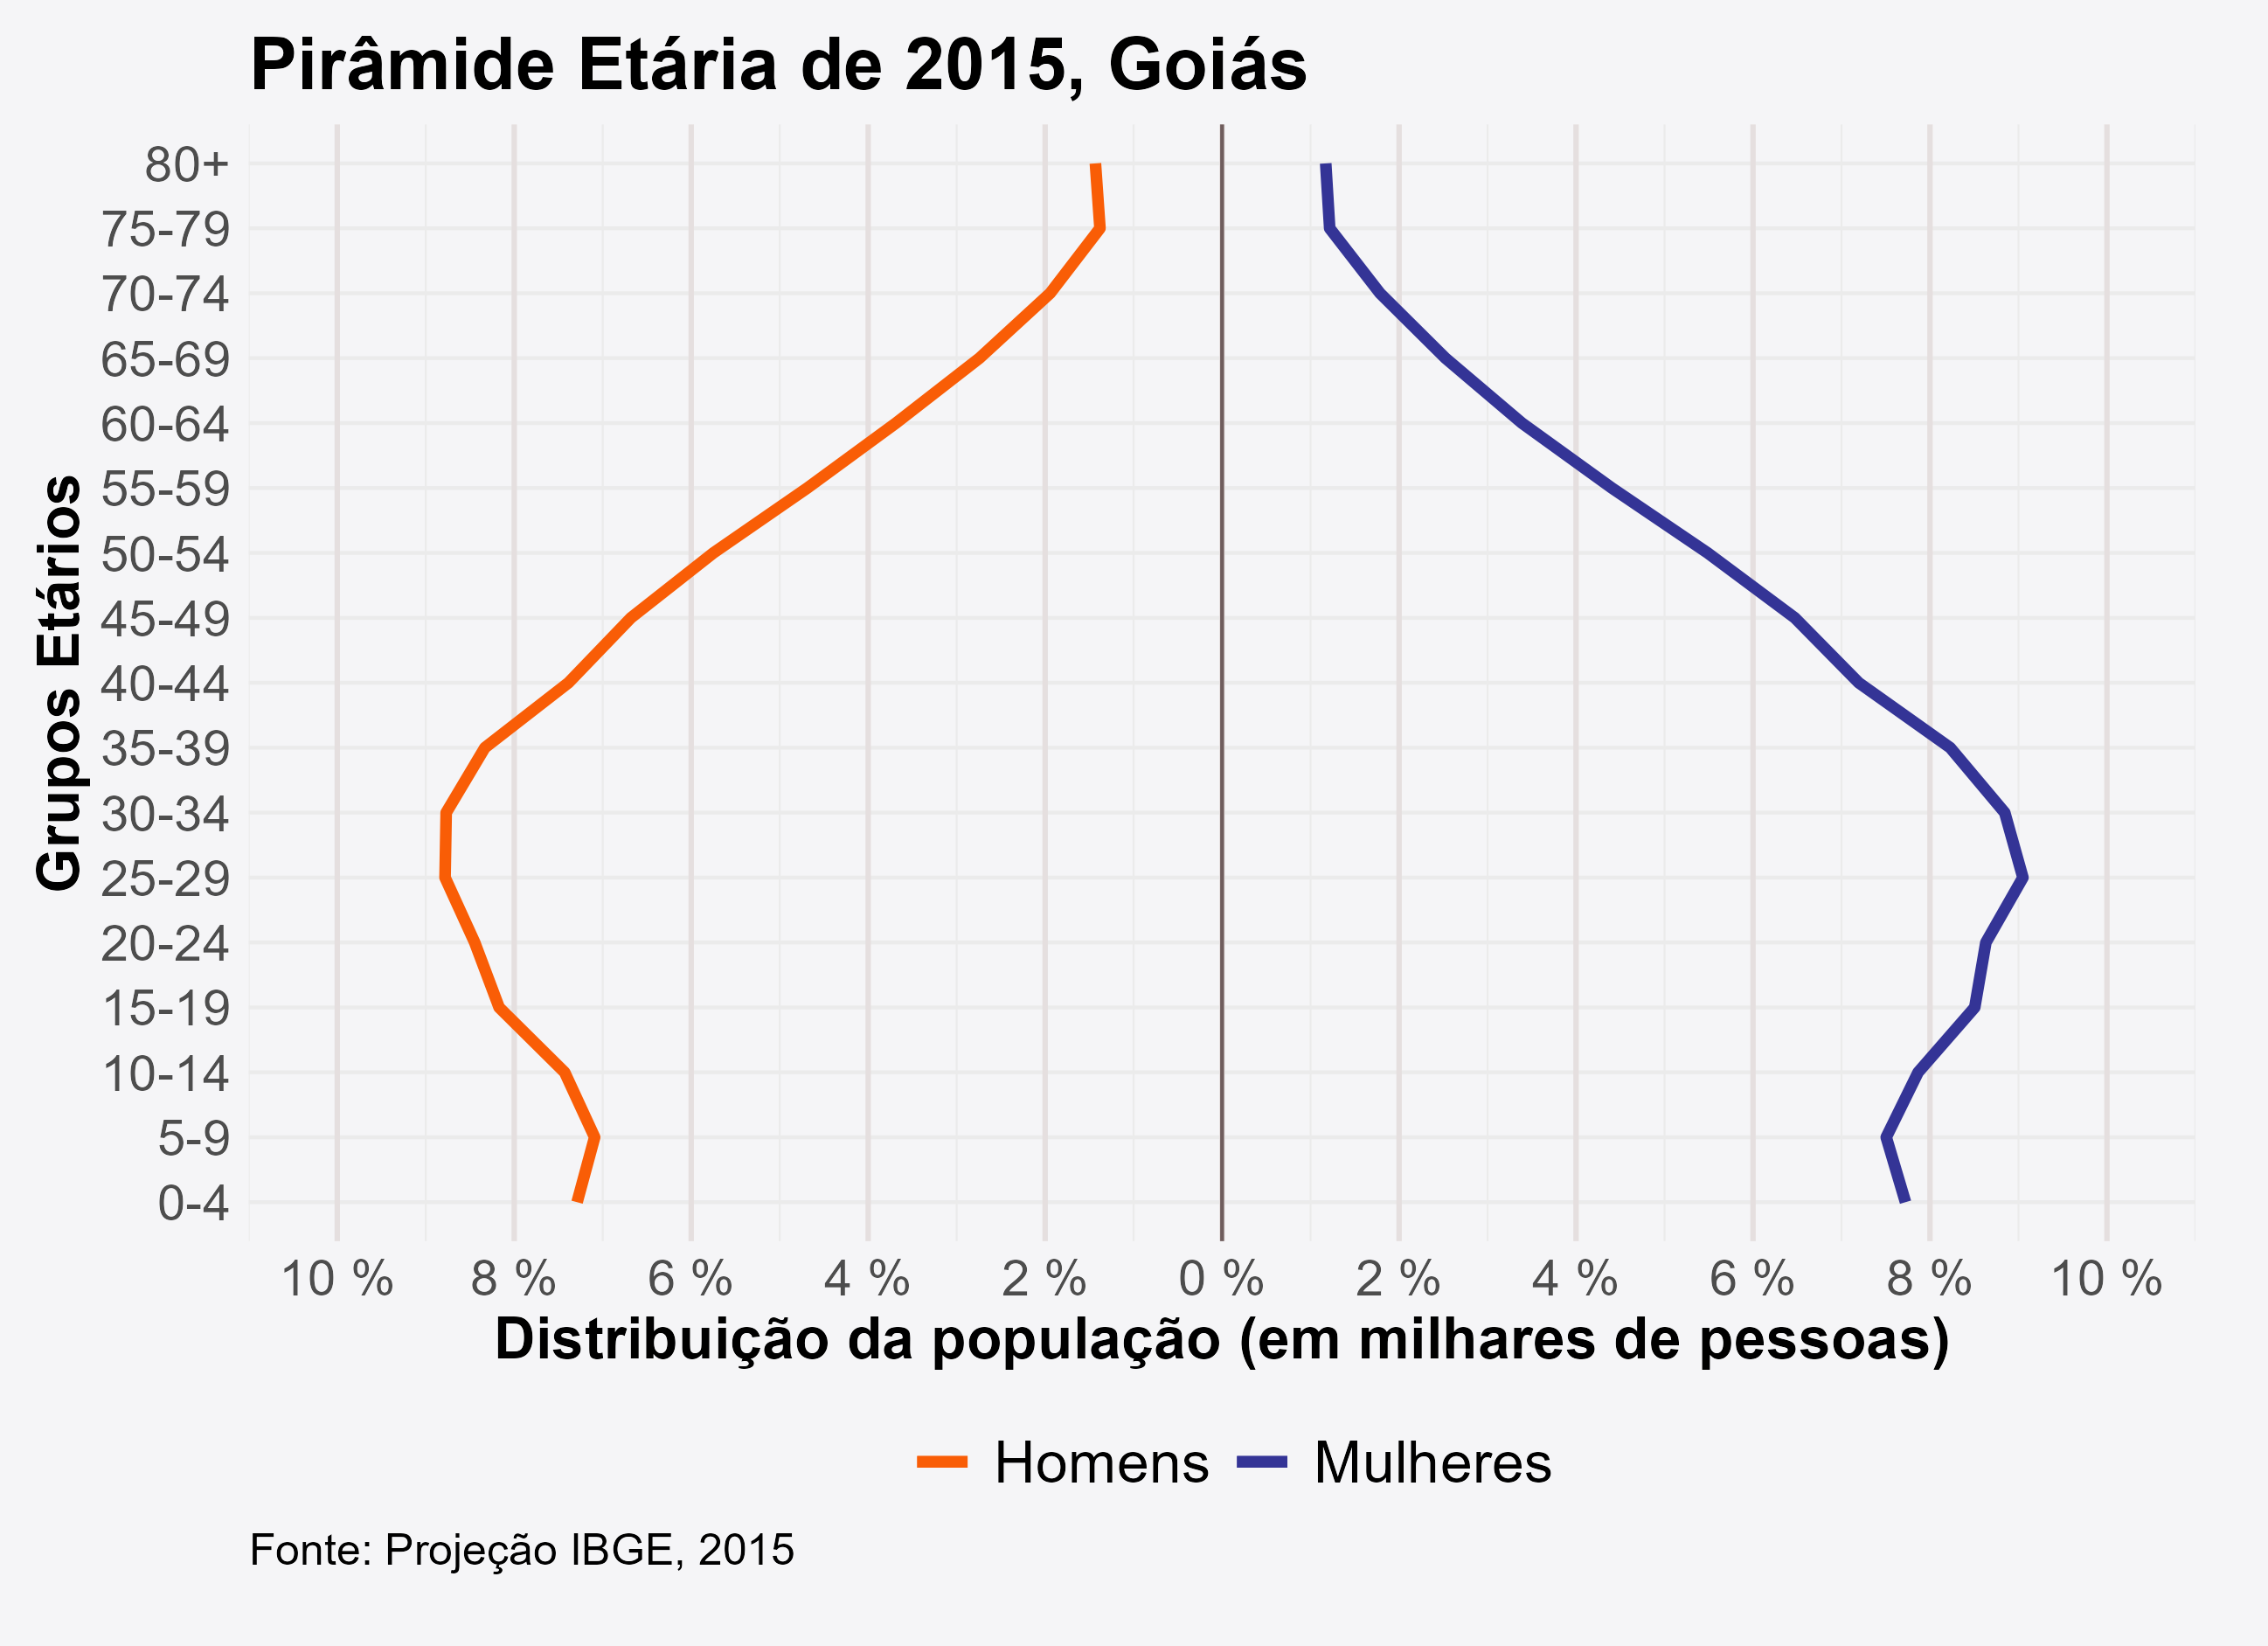 Pirâmide Etária de 2015, Goiás
Grupos Etários
80+
75-79
70-74
65-69
60-64
55-59
50-54
45-49
40-44
35-39
30-34
25-29
20-24
15-19
10-14
5-9
0-4
10 % 8 % 6 % 4 % 2 % 0 % 2 % 4 % 6 % 8 % 10 %
Distribuição da população (em milhares de pessoas)
Homens Mulheres
Fonte: Projeção IBGE, 2015